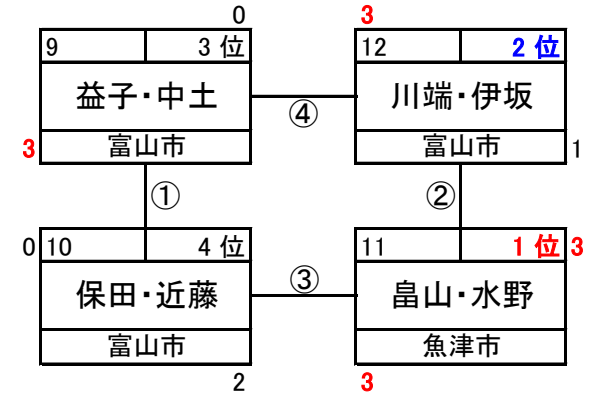 0 3
9 3位 12 2位
益子・中土 川端・伊坂
④
3 富山市 富山市 1
① ②
0 10 4位 11 1位 3
保田・近藤 ③ 畠山・水野
富山市 魚津市
2 3